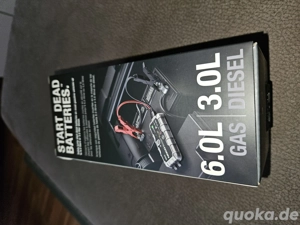 START DEAD
BATTERIES.
6.0L 3.0L
GAS DIESEL
quoka.de